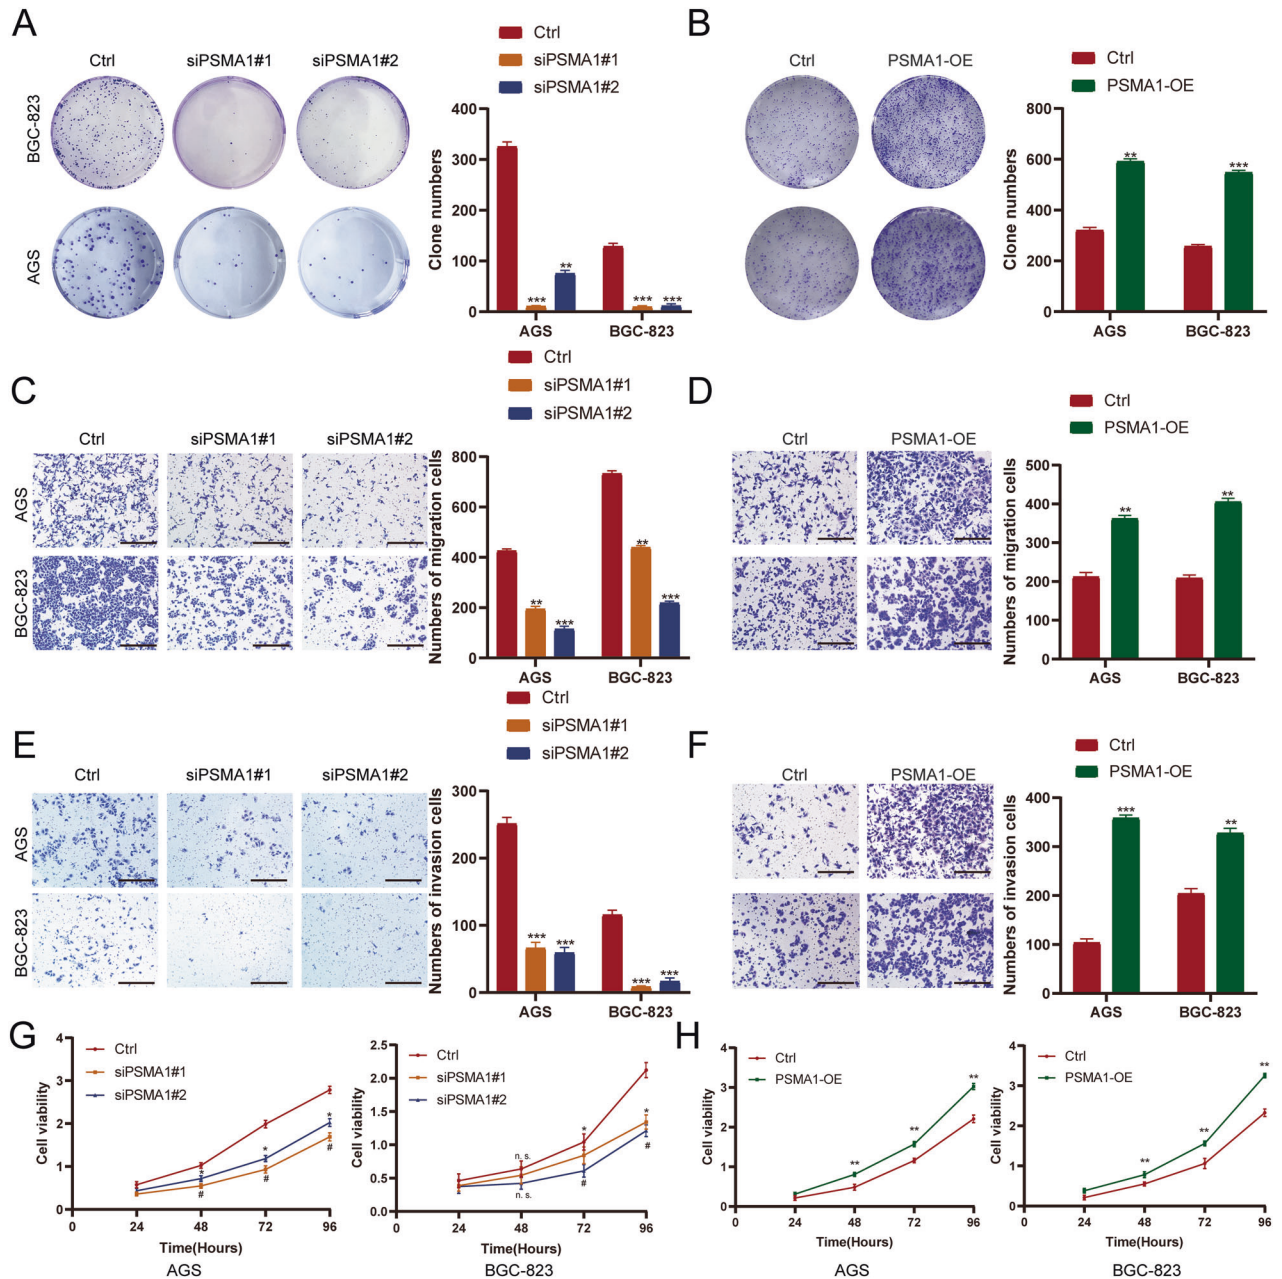 A
Ctrl
siPSMA1#1
siPSMA1#2
BGC-823
AGS
Ctrl
siPSMA1#1
siPSMA1#2
Clone numbers
400
300
200
100
0
***
**
***
***
AGS
BGC-823
B
Ctrl
PSMA1-OE
Ctrl
PSMA1-OE
Clone numbers
800
600
400
200
0
**
***
AGS
BGC-823
C
Ctrl
siPSMA1#1
siPSMA1#2
AGS
BGC-823
Ctrl
siPSMA1#1
siPSMA1#2
Numbers of migration cells
800
600
400
200
0
**
***
**
***
AGS
BGC-823
D
Ctrl
PSMA1-OE
Ctrl
PSMA1-OE
Numbers of migration cells
500
400
300
200
100
0
**
**
AGS
BGC-823
E
Ctrl
siPSMA1#1
siPSMA1#2
AGS
BGC-823
Ctrl
siPSMA1#1
siPSMA1#2
Numbers of invasion cells
300
200
100
0
***
***
***
***
AGS
BGC-823
F
Ctrl
PSMA1-OE
Ctrl
PSMA1-OE
Numbers of invasion cells
400
300
200
100
0
***
**
AGS
BGC-823
G
Ctrl
siPSMA1#1
siPSMA1#2
Cell viability
4
3
2
1
0
*
#
*
#
*
#
0
24
48
72
96
Time(Hours)
AGS
Ctrl
siPSMA1#1
siPSMA1#2
Cell viability
2.5
2.0
1.5
1.0
0.5
0.0
n. s.
n. s.
*
#
*
#
0
24
48
72
96
Time(Hours)
BGC-823
H
Ctrl
PSMA1-OE
Cell viability
4
3
2
1
0
**
**
**
0
24
48
72
96
Time(Hours)
AGS
Ctrl
PSMA1-OE
Cell viability
4
3
2
1
0
**
**
**
0
24
48
72
96
Time(Hours)
BGC-823